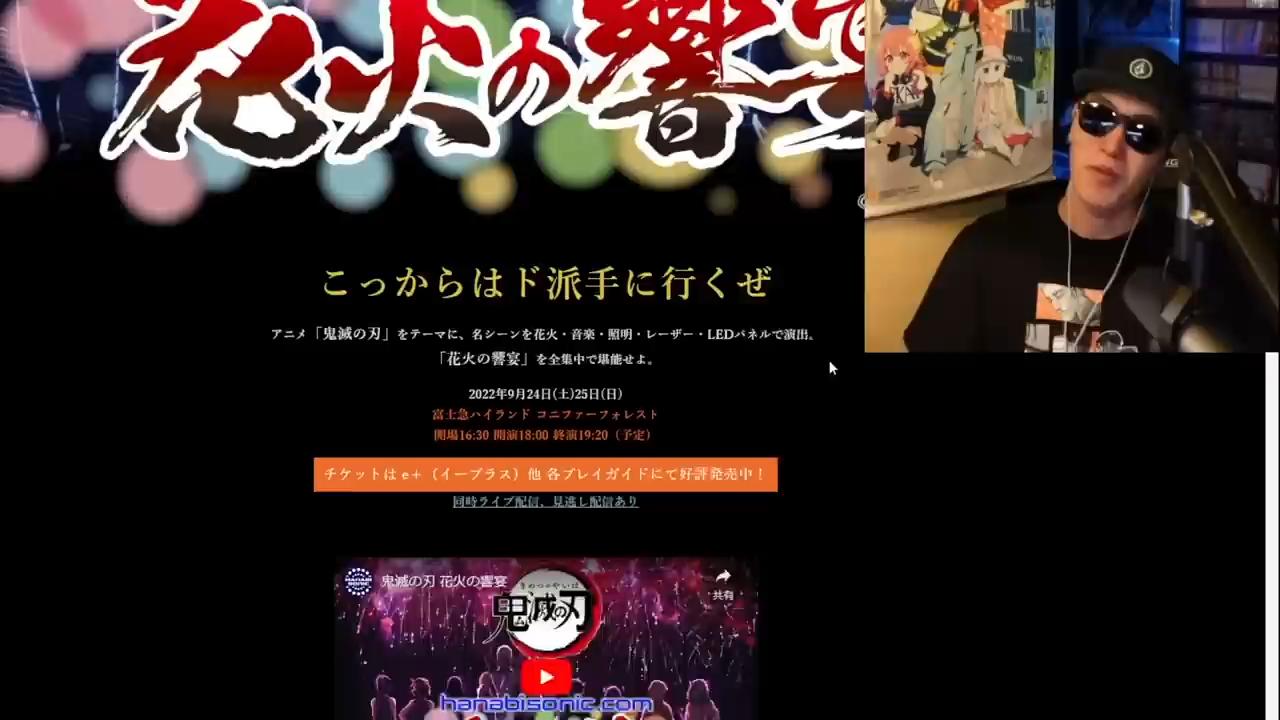 花火の響宴
こっからはド派手に行くぜ
アニメ「鬼滅の刃」をテーマに、名シーンを花火・音楽・照明・レーザー・LEDパネルで演出。
「花火の響宴」を全集中で堪能せよ。
2022年9月24日(土)25日(日)
富士急ハイランド コニファーフォレスト
開場16:30 開演18:00 終演19:20（予定）
チケットは e+（イープラス）他 各プレイガイドにて好評発売中！
同時ライブ配信、見逃し配信あり
鬼滅の刃 花火の響宴
共有
きめつのやいば
鬼滅の刃
hanabisonic.com